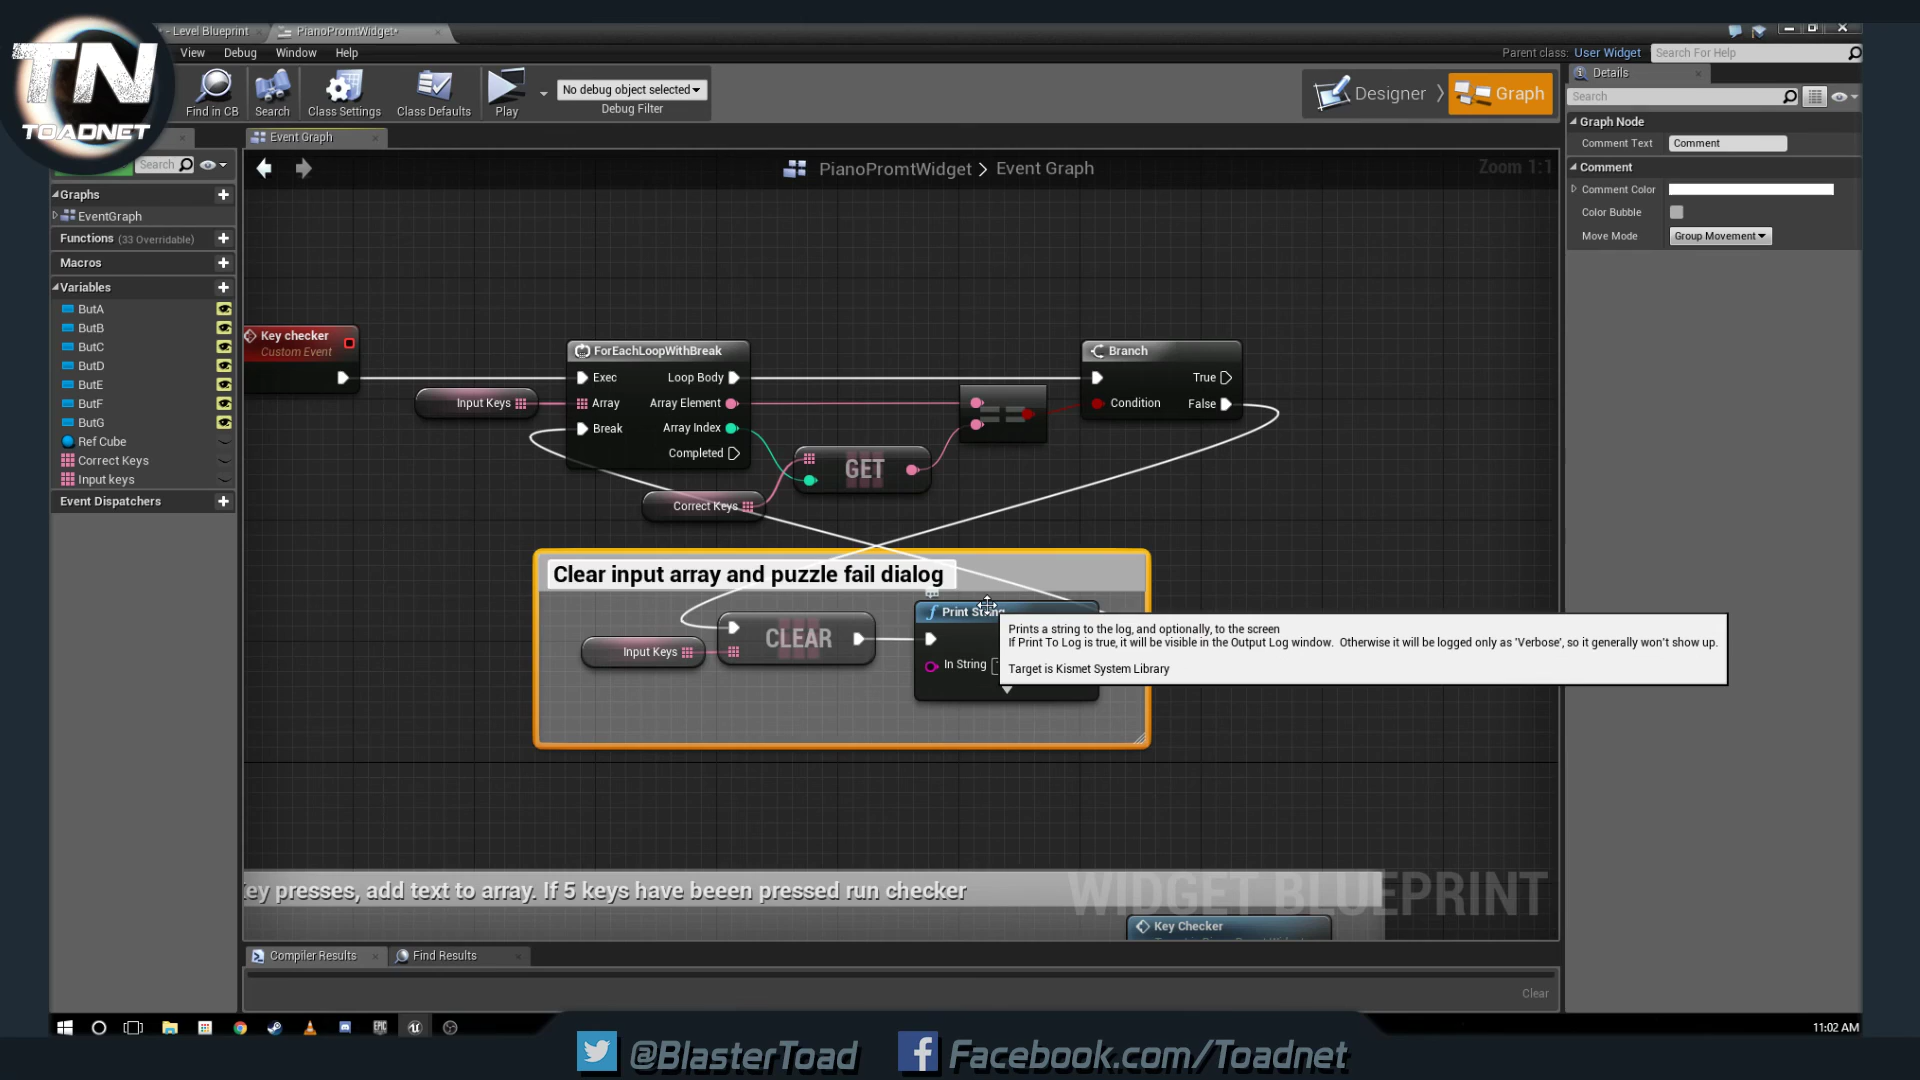 TN
TOADNET
- Level Blueprint
PianoPromtWidget*
View
Debug
Window
Help
Parent class:
User Widget
Search For Help
Find in CB
Search
Class Settings
Class Defaults
Play
No debug object selected
Debug Filter
Designer
Graph
Details
Search
Graph Node
Comment Text
Comment
Comment
Comment Color
Color Bubble
Move Mode
Group Movement
Search
Graphs
EventGraph
Functions (33 Overridable)
Macros
Variables
ButA
ButB
ButC
ButD
ButE
ButF
ButG
Ref Cube
Correct Keys
Input keys
Event Dispatchers
Event Graph
PianoPromtWidget > Event Graph
Zoom 1:1
Key checker
Custom Event
ForEachLoopWithBreak
Exec
Loop Body
Array
Array Element
Break
Array Index
Completed
Input Keys
Correct Keys
GET
==
Branch
True
Condition
False
Clear input array and puzzle fail dialog
Input Keys
CLEAR
Print String
In String
Prints a string to the log, and optionally, to the screen
If Print To Log is true, it will be visible in the Output Log window. Otherwise it will be logged only as 'Verbose', so it generally won't show up.
Target is Kismet System Library
ey presses, add text to array. If 5 keys have beeen pressed run checker
WIDGET BLUEPRINT
Key Checker
Compiler Results
Find Results
Clear
EPIC
11:02 AM
@BlasterToad
Facebook.com/Toadnet